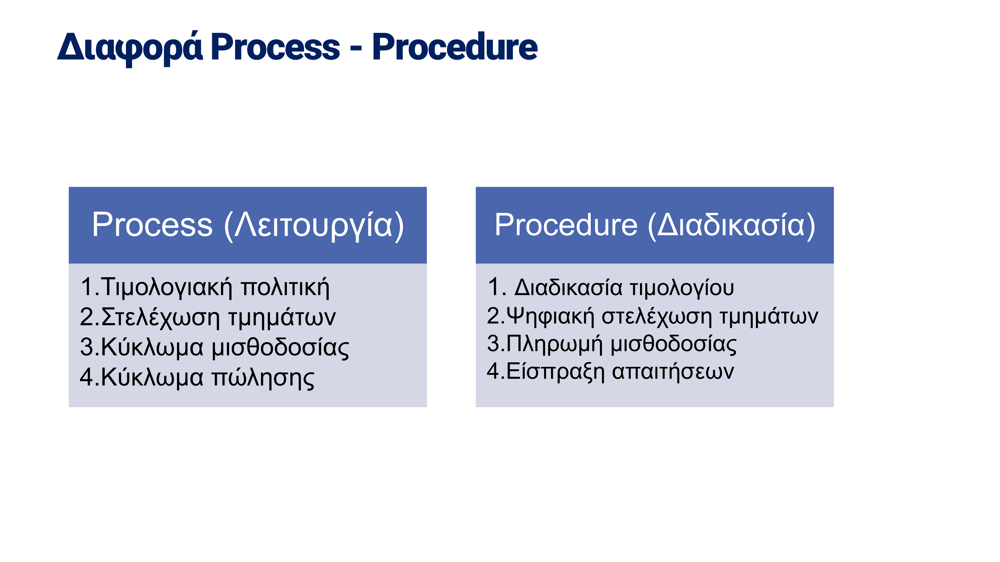 Διαφορά Process - Procedure
Process (Λειτουργία)
1.Τιμολογιακή πολιτική
2.Στελέχωση τμημάτων
3.Κύκλωμα μισθοδοσίας
4.Κύκλωμα πώλησης
Procedure (Διαδικασία)
1. Διαδικασία τιμολογίου
2.Ψηφιακή στελέχωση τμημάτων
3.Πληρωμή μισθοδοσίας
4.Είσπραξη απαιτήσεων